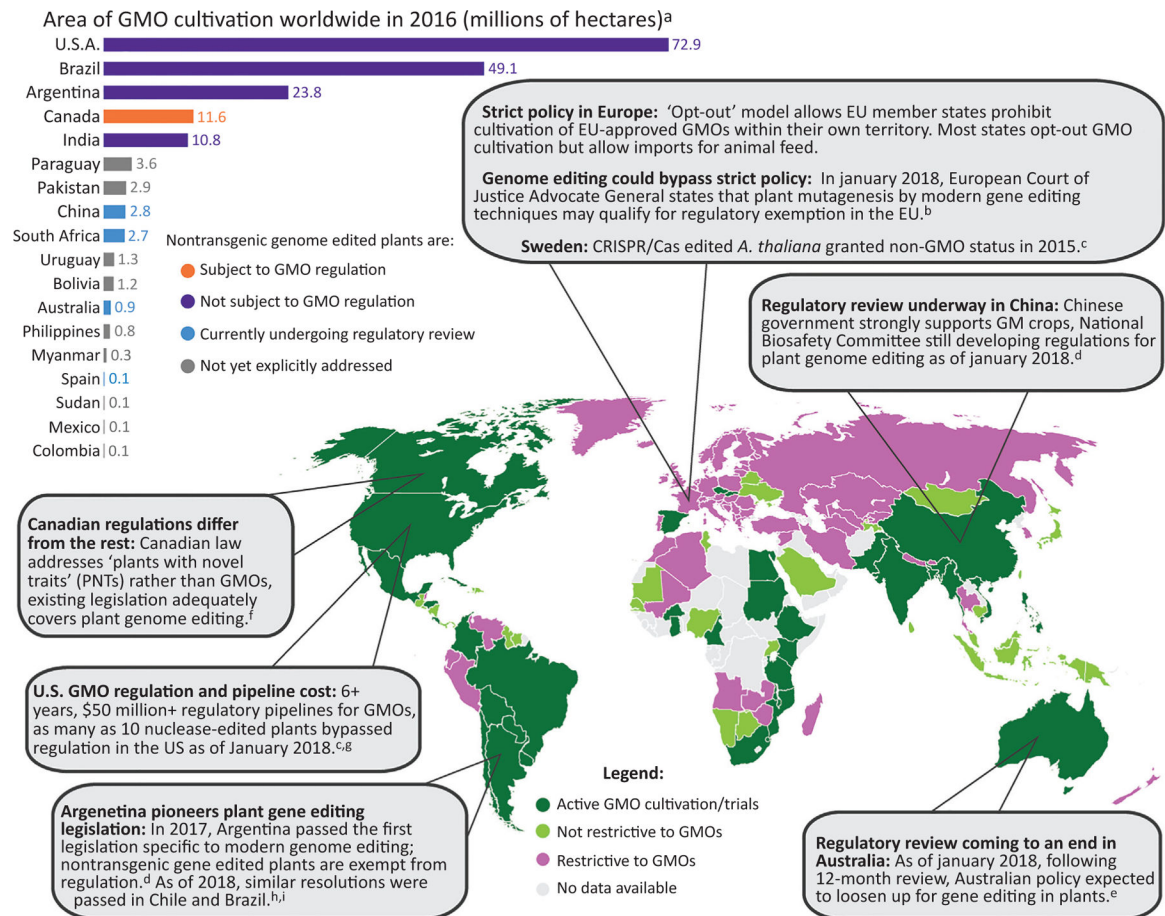 Area of GMO cultivation worldwide in 2016 (millions of hectares)a
U.S.A. 72.9
Brazil 49.1
Argentina 23.8
Canada 11.6
India 10.8
Paraguay 3.6
Pakistan 2.9
China 2.8
South Africa 2.7
Uruguay 1.3
Bolivia 1.2
Australia 0.9
Philippines 0.8
Myanmar 0.3
Spain 0.1
Sudan 0.1
Mexico 0.1
Colombia 0.1
Nontransgenic genome edited plants are:
Subject to GMO regulation
Not subject to GMO regulation
Currently undergoing regulatory review
Not yet explicitly addressed
Strict policy in Europe: ‘Opt-out’ model allows EU member states prohibit
cultivation of EU-approved GMOs within their own territory. Most states opt-out GMO
cultivation but allow imports for animal feed.
Genome editing could bypass strict policy: In january 2018, European Court of
Justice Advocate General states that plant mutagenesis by modern gene editing
techniques may qualify for regulatory exemption in the EU.b
Sweden: CRISPR/Cas edited A. thaliana granted non-GMO status in 2015.c
Regulatory review underway in China: Chinese
government strongly supports GM crops, National
Biosafety Committee still developing regulations for
plant genome editing as of january 2018.d
Canadian regulations differ
from the rest: Canadian law
addresses ‘plants with novel
traits’ (PNTs) rather than GMOs,
existing legislation adequately
covers plant genome editing.f
U.S. GMO regulation and pipeline cost: 6+
years, $50 million+ regulatory pipelines for GMOs,
as many as 10 nuclease-edited plants bypassed
regulation in the US as of January 2018.c,g
Argenetina pioneers plant gene editing
legislation: In 2017, Argentina passed the first
legislation specific to modern genome editing;
nontransgenic gene edited plants are exempt from
regulation.d As of 2018, similar resolutions were
passed in Chile and Brazil.h,i
Legend:
Active GMO cultivation/trials
Not restrictive to GMOs
Restrictive to GMOs
No data available
Regulatory review coming to an end in
Australia: As of january 2018, following
12-month review, Australian policy expected
to loosen up for gene editing in plants.e